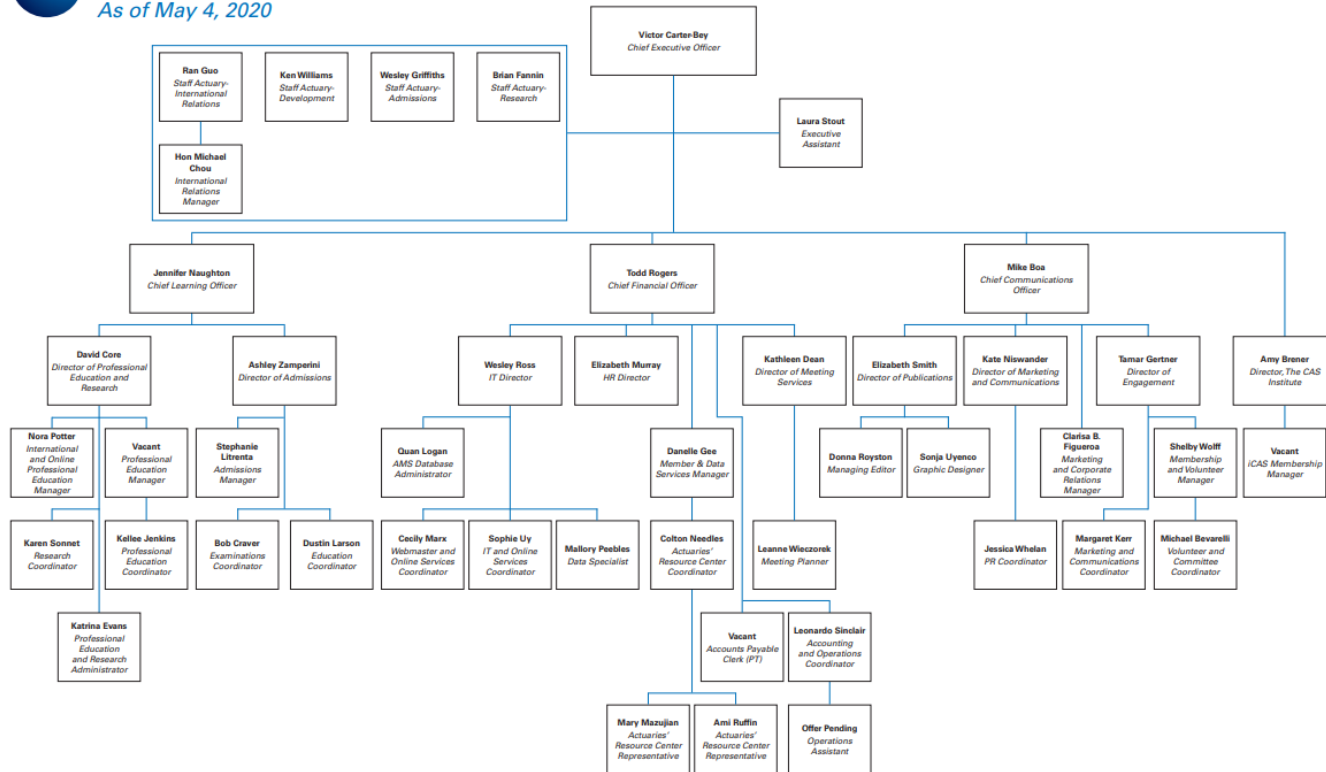 As of May 4, 2020
Victor Carter-Bey
Chief Executive Officer
Ran Guo
Staff Actuary-
International
Relations
Ken Williams
Staff Actuary-
Development
Wesley Griffiths
Staff Actuary-
Admissions
Brian Fannin
Staff Actuary-
Research
Laura Stout
Executive
Assistant
Hon Michael
Chou
International
Relations
Manager
Jennifer Naughton
Chief Learning Officer
Todd Rogers
Chief Financial Officer
Mike Boa
Chief Communications
Officer
David Core
Director of Professional
Education and
Research
Ashley Zamperini
Director of Admissions
Wesley Ross
IT Director
Elizabeth Murray
HR Director
Kathleen Dean
Director of Meeting
Services
Elizabeth Smith
Director of Publications
Kate Niswander
Director of Marketing
and Communications
Tamar Gertner
Director of
Engagement
Amy Brener
Director, The CAS
Institute
Nora Potter
International
and Online
Professional
Education
Manager
Vacant
Professional
Education
Manager
Stephanie
Litrenta
Admissions
Manager
Quan Logan
AMS Database
Administrator
Danelle Gee
Member & Data
Services Manager
Donna Royston
Managing Editor
Sonja Uyenco
Graphic Designer
Clarisa B.
Figueroa
Marketing
and Corporate
Relations
Manager
Shelby Wolff
Membership
and Volunteer
Manager
Vacant
iCAS Membership
Manager
Karen Sonnet
Research
Coordinator
Kellee Jenkins
Professional
Education
Coordinator
Bob Craver
Examinations
Coordinator
Dustin Larson
Education
Coordinator
Cecily Marx
Webmaster and
Online Services
Coordinator
Sophie Uy
IT and Online
Services
Coordinator
Mallory Peebles
Data Specialist
Colton Needles
Actuaries'
Resource Center
Coordinator
Leanne Wieczorek
Meeting Planner
Jessica Whelan
PR Coordinator
Margaret Kerr
Marketing and
Communications
Coordinator
Michael Bevarelli
Volunteer and
Committee
Coordinator
Katrina Evans
Professional
Education
and Research
Administrator
Vacant
Accounts Payable
Clerk (PT)
Leonardo Sinclair
Accounting
and Operations
Coordinator
Mary Mazujian
Actuaries'
Resource Center
Representative
Ami Ruffin
Actuaries'
Resource Center
Representative
Offer Pending
Operations
Assistant